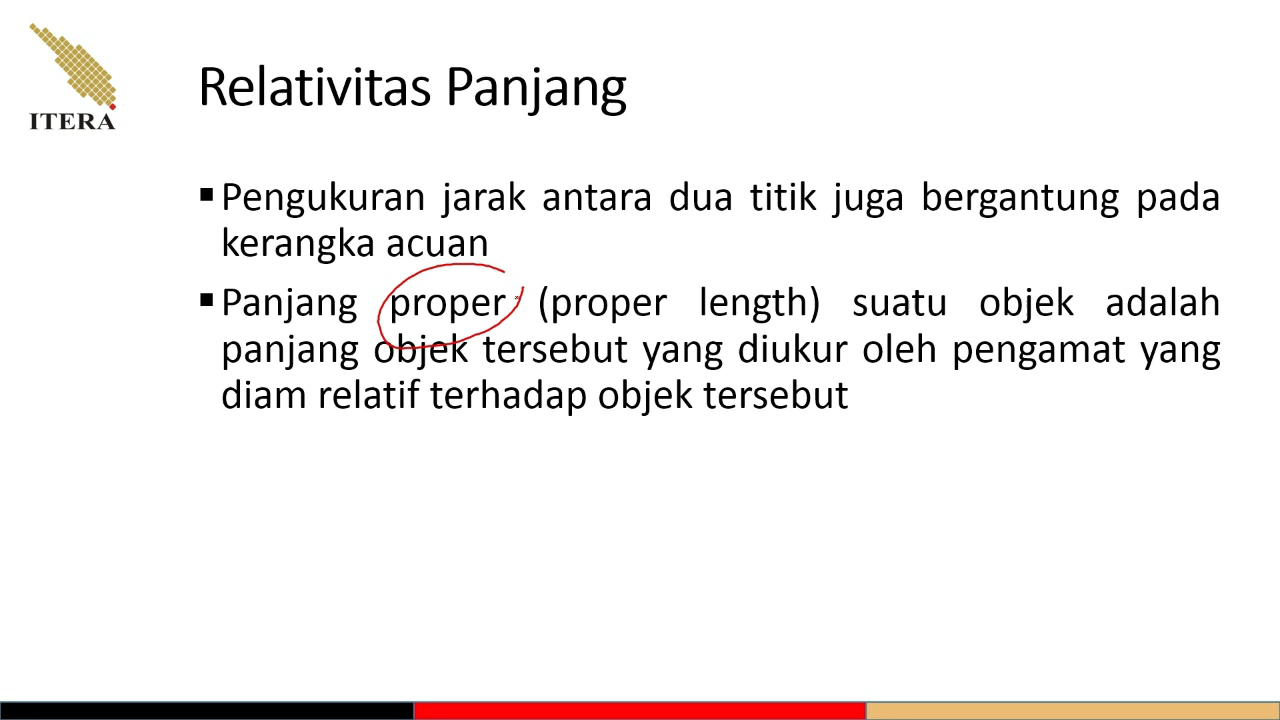 ITERA
Relativitas Panjang
▪Pengukuran jarak antara dua titik juga bergantung pada
kerangka acuan
▪Panjang proper (proper length) suatu objek adalah
panjang objek tersebut yang diukur oleh pengamat yang
diam relatif terhadap objek tersebut